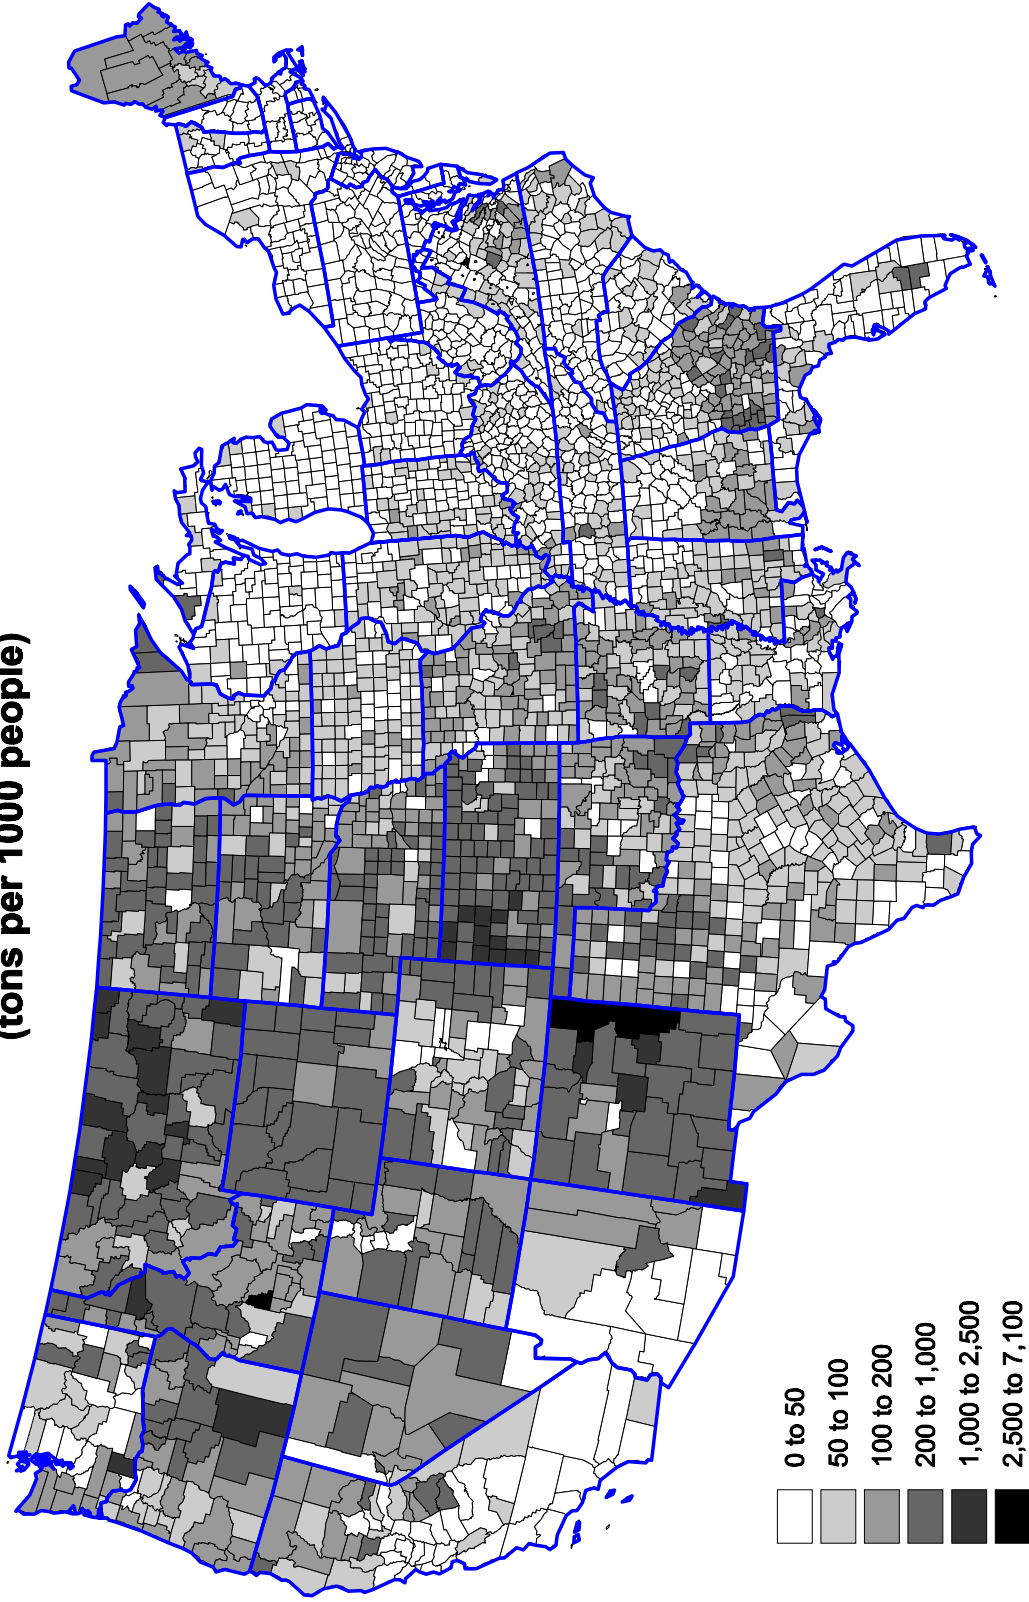 (tons per 1000 people)
0 to 50
50 to 100
100 to 200
200 to 1,000
1,000 to 2,500
2,500 to 7,100